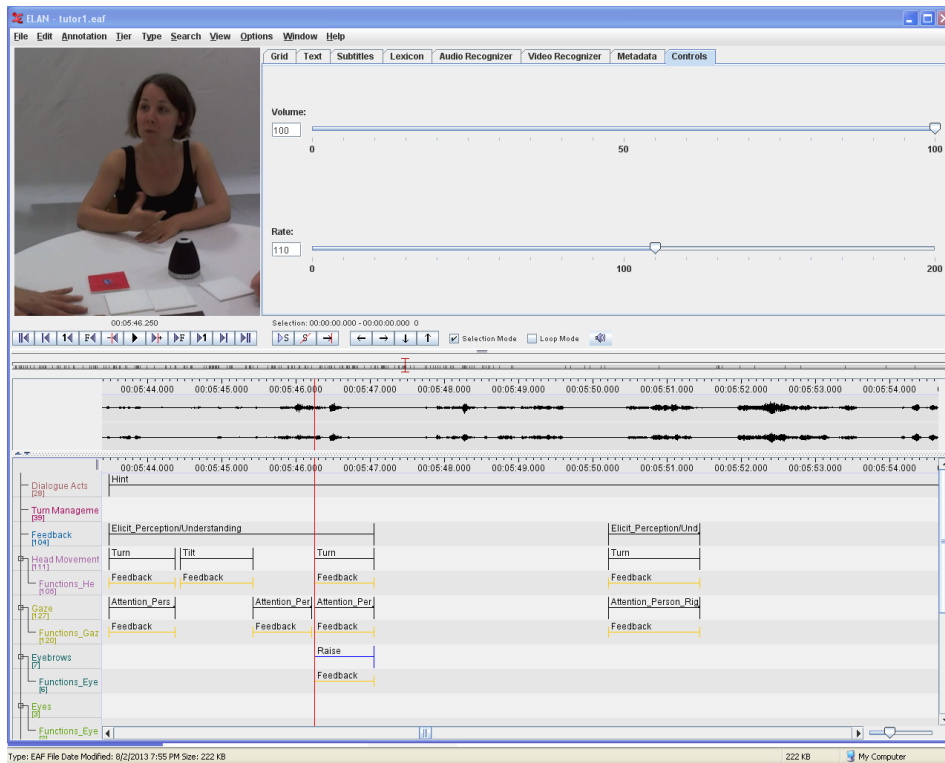 ELAN - tutor1.eaf
File Edit Annotation Tier Type Search View Options Window Help
Grid Text Subtitles Lexicon Audio Recognizer Video Recognizer Metadata Controls
Volume:
100
0 50 100
Rate:
110
0 100 200
00:05:46.250
Selection: 00:00:00.000 - 00:00:00.000 0
1 F DS S F 1 Selection Mode Loop Mode
00:05:44.000 00:05:45.000 00:05:46.000 00:05:47.000 00:05:48.000 00:05:49.000 00:05:50.000 00:05:51.000 00:05:52.000 00:05:53.000 00:05:54.000
00:05:44.000 00:05:45.000 00:05:46.000 00:05:47.000 00:05:48.000 00:05:49.000 00:05:50.000 00:05:51.000 00:05:52.000 00:05:53.000 00:05:54.000
Dialogue Acts Hint
[28]
Turn Manageme
[39]
Feedback Elicit_Perception/Understanding Elicit_Perception/Und
[104]
Head Movement Turn Tilt Turn Turn
[111]
Functions_He Feedback Feedback Feedback Feedback
Gaze Attention_Pers Attention_Per Attention_Per Attention_Person_Rig
[127]
Functions_Gaz Feedback Feedback Feedback Feedback
[120]
Eyebrows Raise
[7]
Functions_Eye Feedback
[6]
Eyes
[3]
Functions_Eye
Type: EAF File Date Modified: 8/2/2013 7:55 PM Size: 222 KB 222 KB My Computer